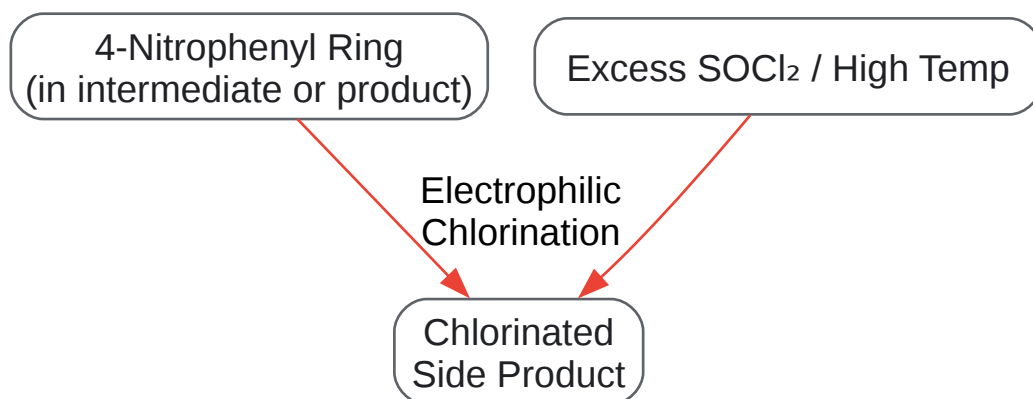 4-Nitrophenyl Ring
(in intermediate or product)
Excess SOCl₂ / High Temp
Electrophilic
Chlorination
Chlorinated
Side Product